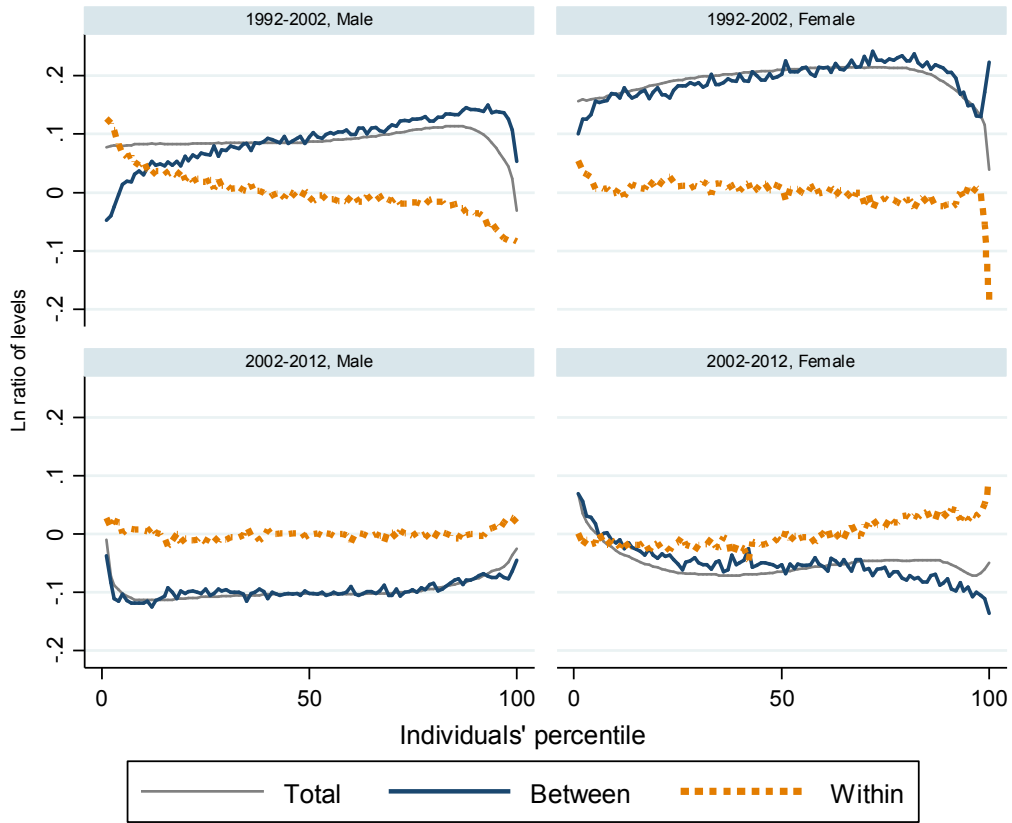 1992-2002, Male
1992-2002, Female
.2
.1
0
-.1
-.2
Ln ratio of levels
2002-2012, Male
2002-2012, Female
.2
.1
0
-.1
-.2
0
50
100
0
50
100
Individuals' percentile
Total
Between
Within